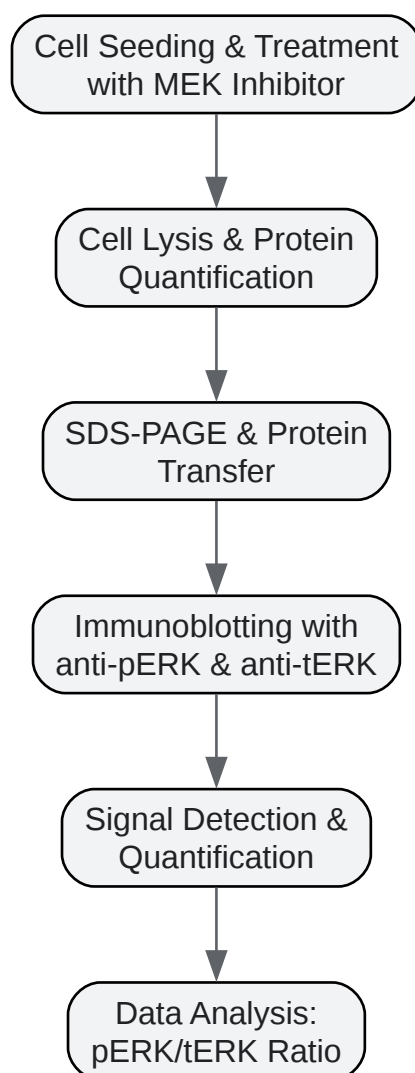 Cell Seeding & Treatment
with MEK Inhibitor
Cell Lysis & Protein
Quantification
SDS-PAGE & Protein
Transfer
Immunoblotting with
anti-pERK & anti-tERK
Signal Detection &
Quantification
Data Analysis:
pERK/tERK Ratio